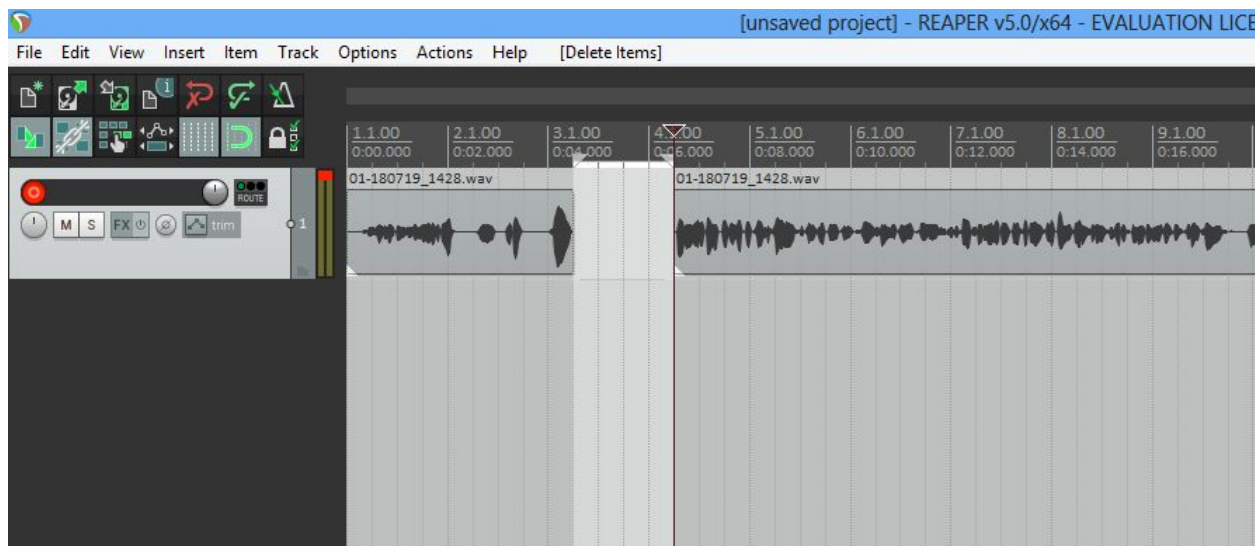 [unsaved project] - REAPER v5.0/x64 - EVALUATION LICE
File Edit View Insert Item Track Options Actions Help [Delete Items]
1.1.00 2.1.00 3.1.00 5.1.00 6.1.00 7.1.00 8.1.00 9.1.00
0:00.000 0:02.000 0:04.000 0:06.000 0:08.000 0:10.000 0:12.000 0:14.000 0:16.000
01-180719_1428.wav 01-180719_1428.wav
ROUTE
M S FX trim 1